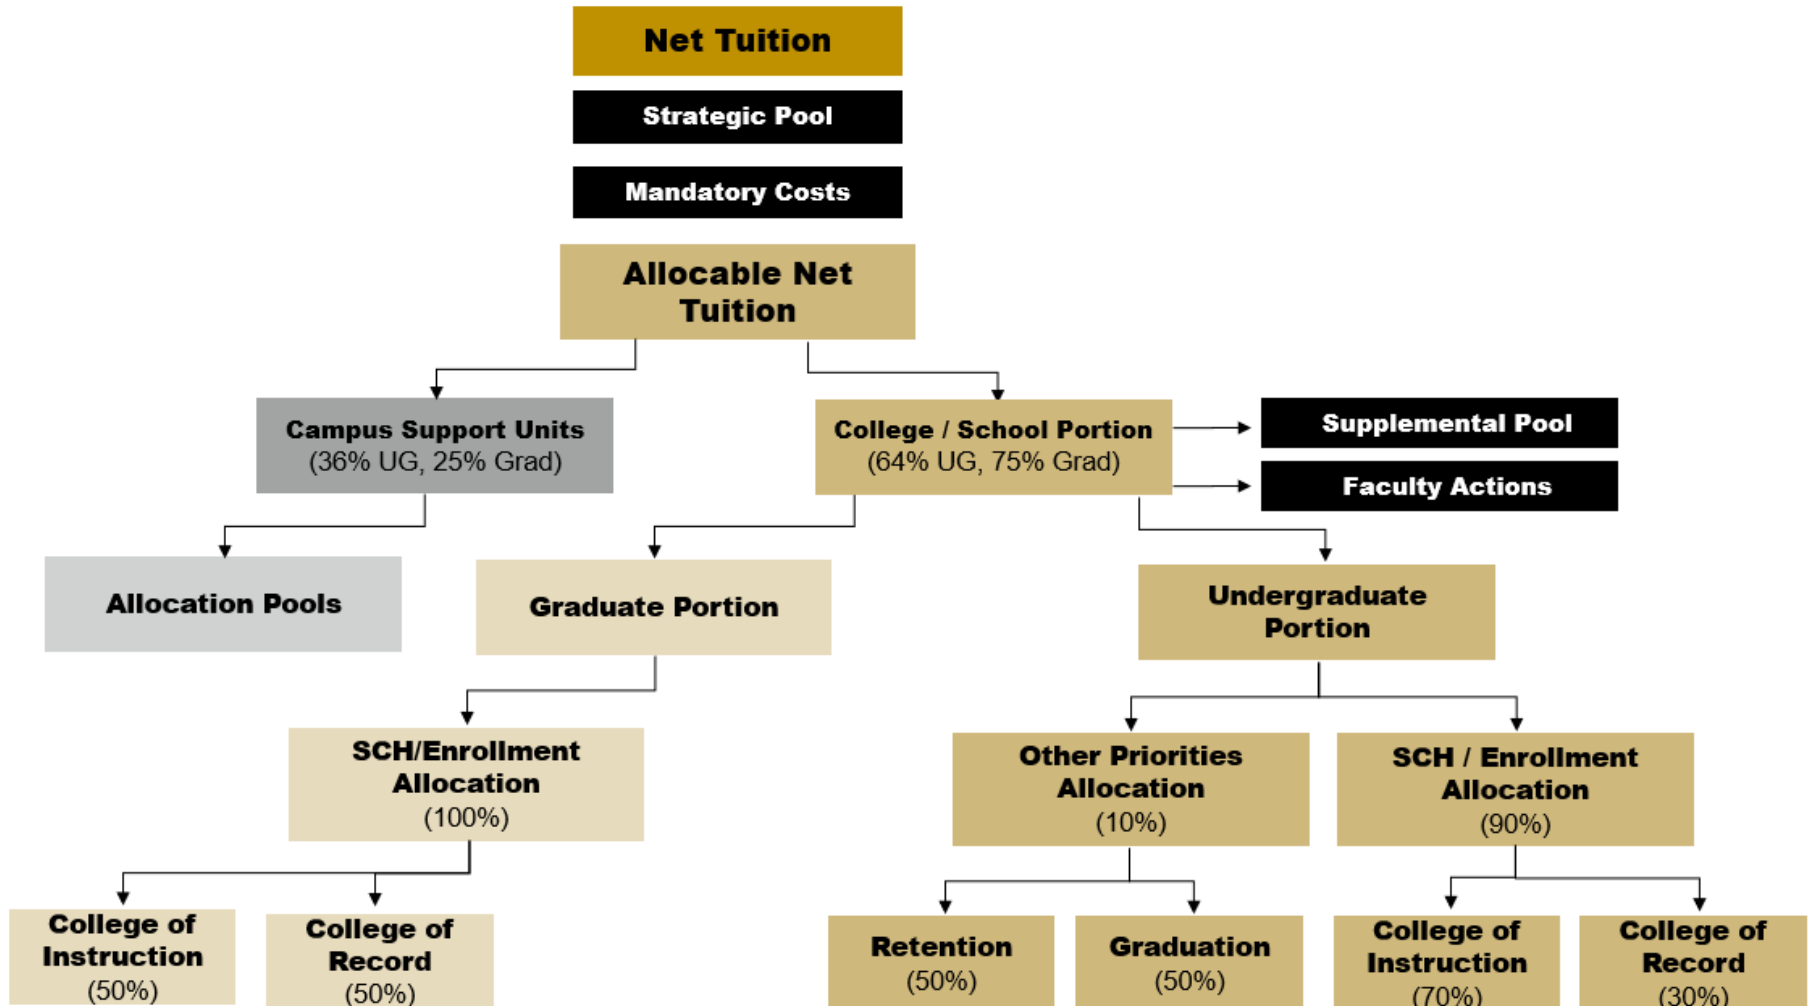 Net Tuition
Strategic Pool
Mandatory Costs
Allocable Net
Tuition
Campus Support Units
(36% UG, 25% Grad)
College / School Portion
(64% UG, 75% Grad)
Supplemental Pool
Faculty Actions
Allocation Pools
Graduate Portion
Undergraduate
Portion
SCH/Enrollment
Allocation
(100%)
Other Priorities
Allocation
(10%)
SCH / Enrollment
Allocation
(90%)
College of
Instruction
(50%)
College of
Record
(50%)
Retention
(50%)
Graduation
(50%)
College of
Instruction
(70%)
College of
Record
(30%)